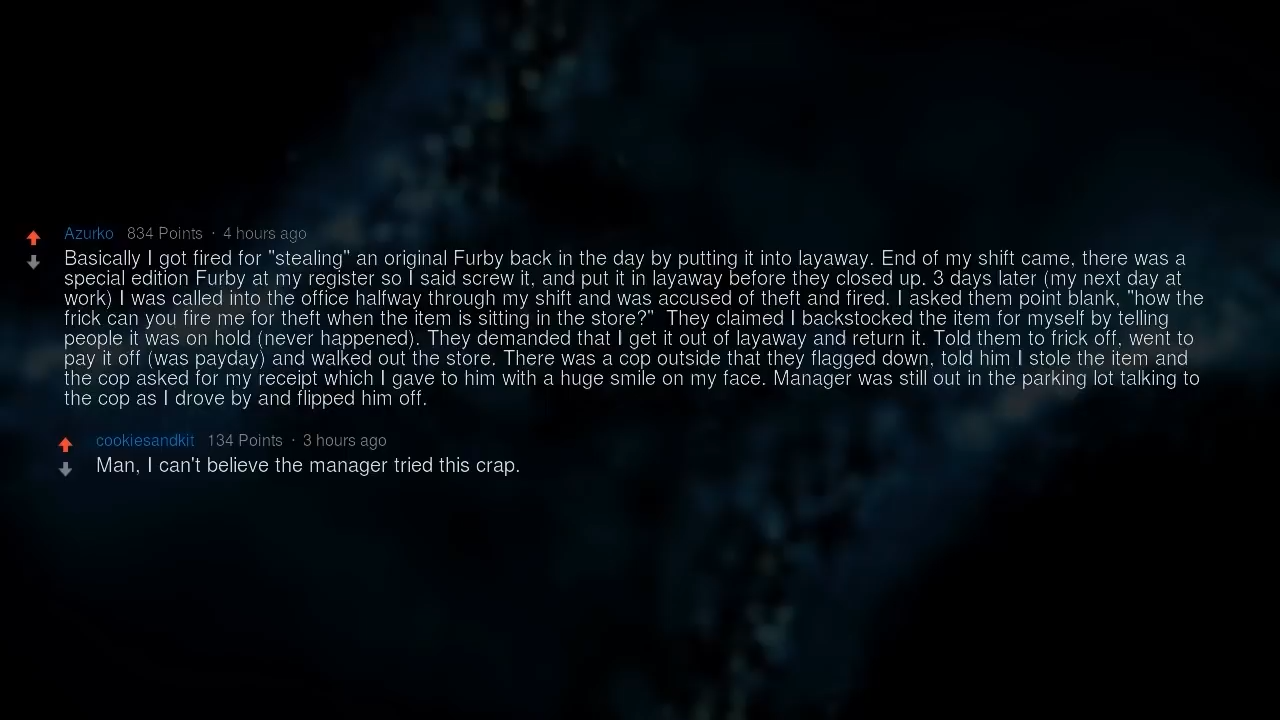 Azurko 834 Points · 4 hours ago
Basically I got fired for "stealing" an original Furby back in the day by putting it into layaway. End of my shift came, there was a
special edition Furby at my register so I said screw it, and put it in layaway before they closed up. 3 days later (my next day at
work) I was called into the office halfway through my shift and was accused of theft and fired. I asked them point blank, "how the
frick can you fire me for theft when the item is sitting in the store?"  They claimed I backstocked the item for myself by telling
people it was on hold (never happened). They demanded that I get it out of layaway and return it. Told them to frick off, went to
pay it off (was payday) and walked out the store. There was a cop outside that they flagged down, told him I stole the item and
the cop asked for my receipt which I gave to him with a huge smile on my face. Manager was still out in the parking lot talking to
the cop as I drove by and flipped him off.
cookiesandkit 134 Points · 3 hours ago
Man, I can't believe the manager tried this crap.